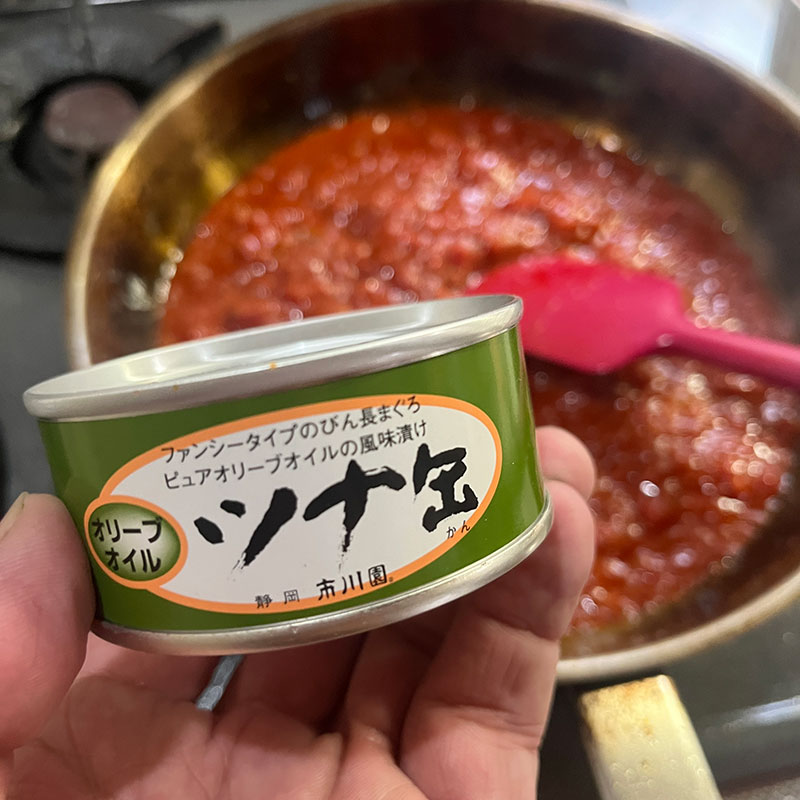 ファンシータイプのびん長まぐろ
ピュアオリーブオイルの風味漬け
ツナ缶
かん
オリーブ
オイル
静岡 市川園®